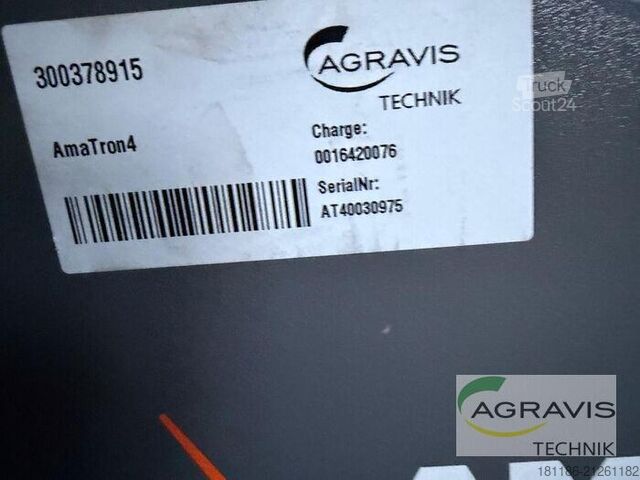 300378915
AGRAVIS
TECHNIK
AmaTron4
Charge:
0016420076
SerialNr:
AT40030975
Truck
Scout24
AGRAVIS
TECHNIK
181186-21261182